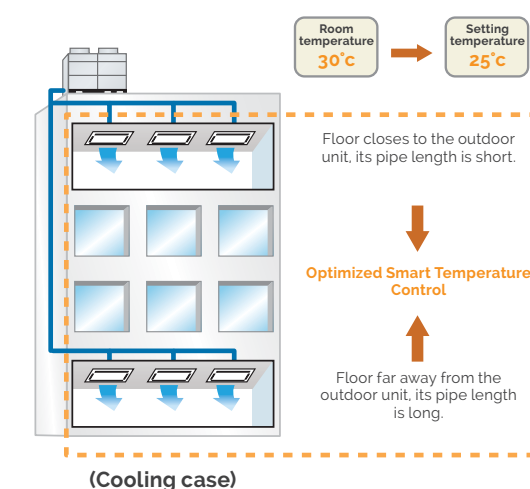 Room
temperature
30°c
Setting
temperature
25°c
Floor closes to the outdoor
unit, its pipe length is short.
Optimized Smart Temperature
Control
Floor far away from the
outdoor unit, its pipe length
is long.
(Cooling case)